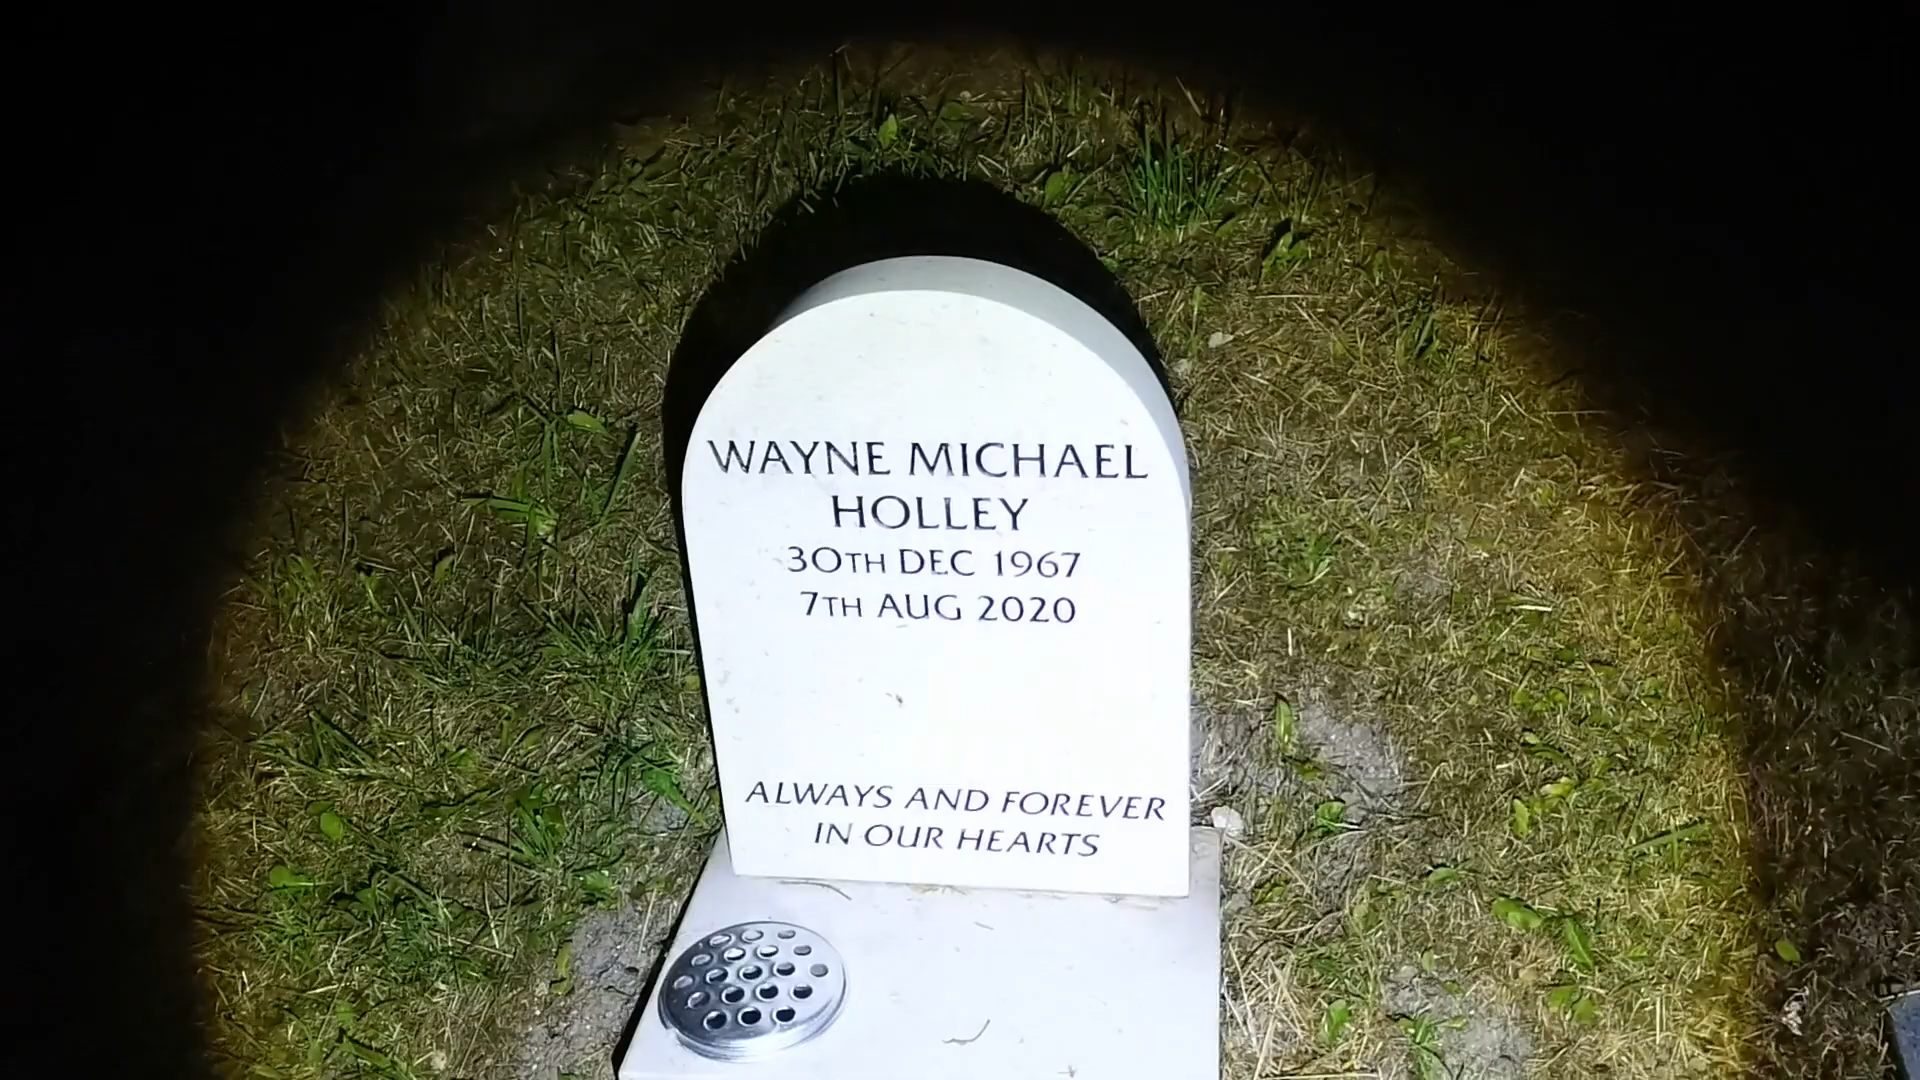 WAYNE MICHAEL
HOLLEY
30TH DEC 1967
7TH AUG 2020
ALWAYS AND FOREVER
IN OUR HEARTS